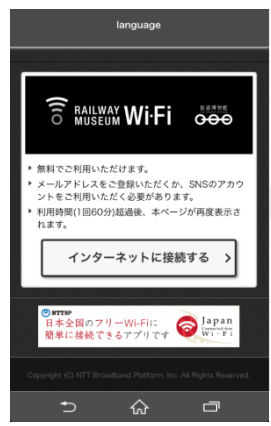 language
RAILWAY
MUSEUM Wi-Fi
鉄道博物館
無料でご利用いただけます。
メールアドレスをご登録いただくか、SNSのアカウ
ントをご利用いただく必要があります。
利用時間(1回60分)超過後、本ページが再度表示さ
れます。
インターネットに接続する
NTTBP
日本全国のフリーWi-Fiに
簡単に接続できるアプリです
Japan
Connected-free
Wi-Fi
Copyright (C) NTT Broadband Platform, Inc. All Rights Reserved.